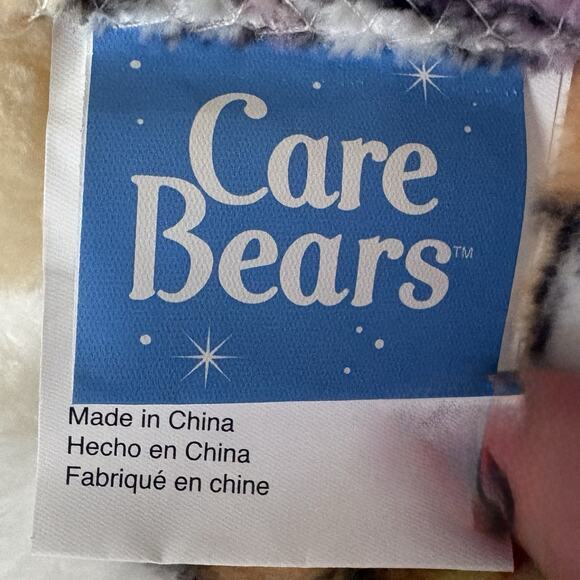 Care
Bears™
Made in China
Hecho en China
Fabriqué en chine